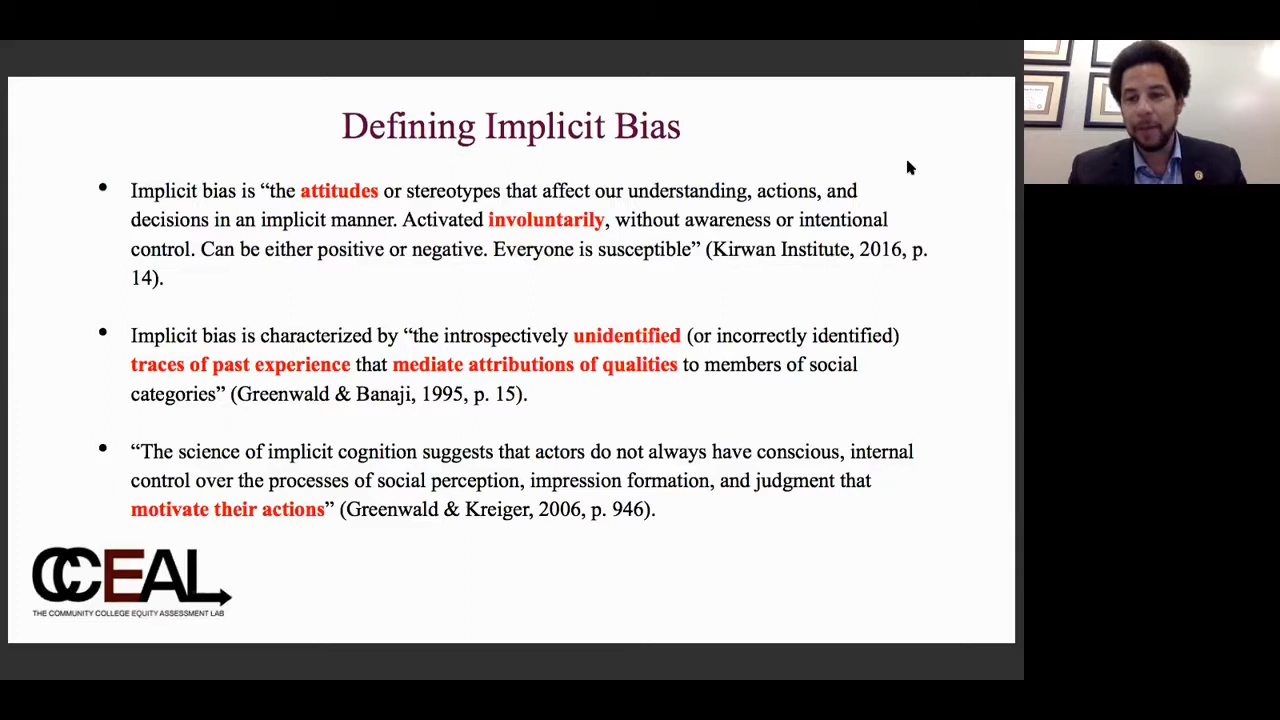 Defining Implicit Bias
• Implicit bias is “the attitudes or stereotypes that affect our understanding, actions, and
decisions in an implicit manner. Activated involuntarily, without awareness or intentional
control. Can be either positive or negative. Everyone is susceptible” (Kirwan Institute, 2016, p.
14).
• Implicit bias is characterized by “the introspectively unidentified (or incorrectly identified)
traces of past experience that mediate attributions of qualities to members of social
categories” (Greenwald & Banaji, 1995, p. 15).
• “The science of implicit cognition suggests that actors do not always have conscious, internal
control over the processes of social perception, impression formation, and judgment that
motivate their actions” (Greenwald & Kreiger, 2006, p. 946).
CCEAL
THE COMMUNITY COLLEGE EQUITY ASSESSMENT LAB